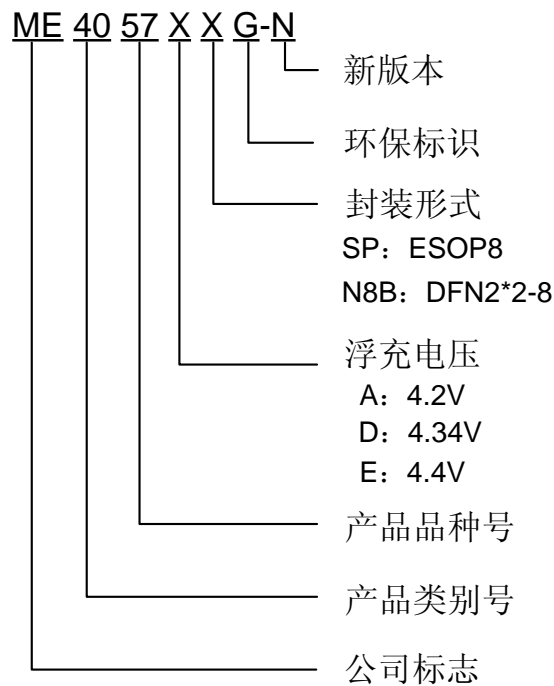 ME 40 57 X X G-N
新版本
环保标识
封装形式
SP：ESOP8
N8B：DFN2*2-8
浮充电压
A：4.2V
D：4.34V
E：4.4V
产品品种号
产品类别号
公司标志